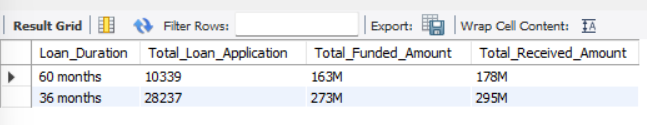 Result Grid Filter Rows: Export: Wrap Cell Content: IA
Loan_Duration Total_Loan_Application Total_Funded_Amount Total_Received_Amount
60 months 10339 163M 178M
36 months 28237 273M 295M